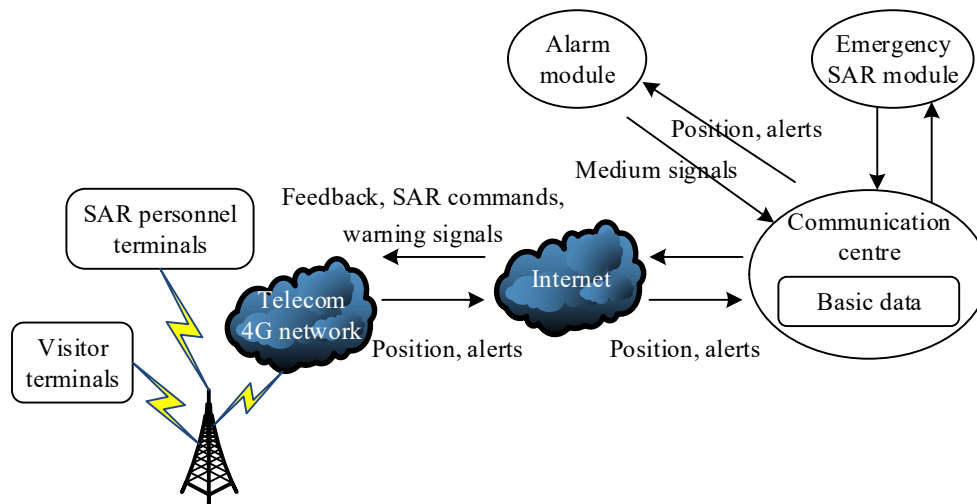 Alarm
module
Emergency
SAR module
Position, alerts
Medium signals
SAR personnel
terminals
Feedback, SAR commands,
warning signals
Communication
centre
Basic data
Internet
Telecom
4G network
Position, alerts
Position, alerts
Visitor
terminals